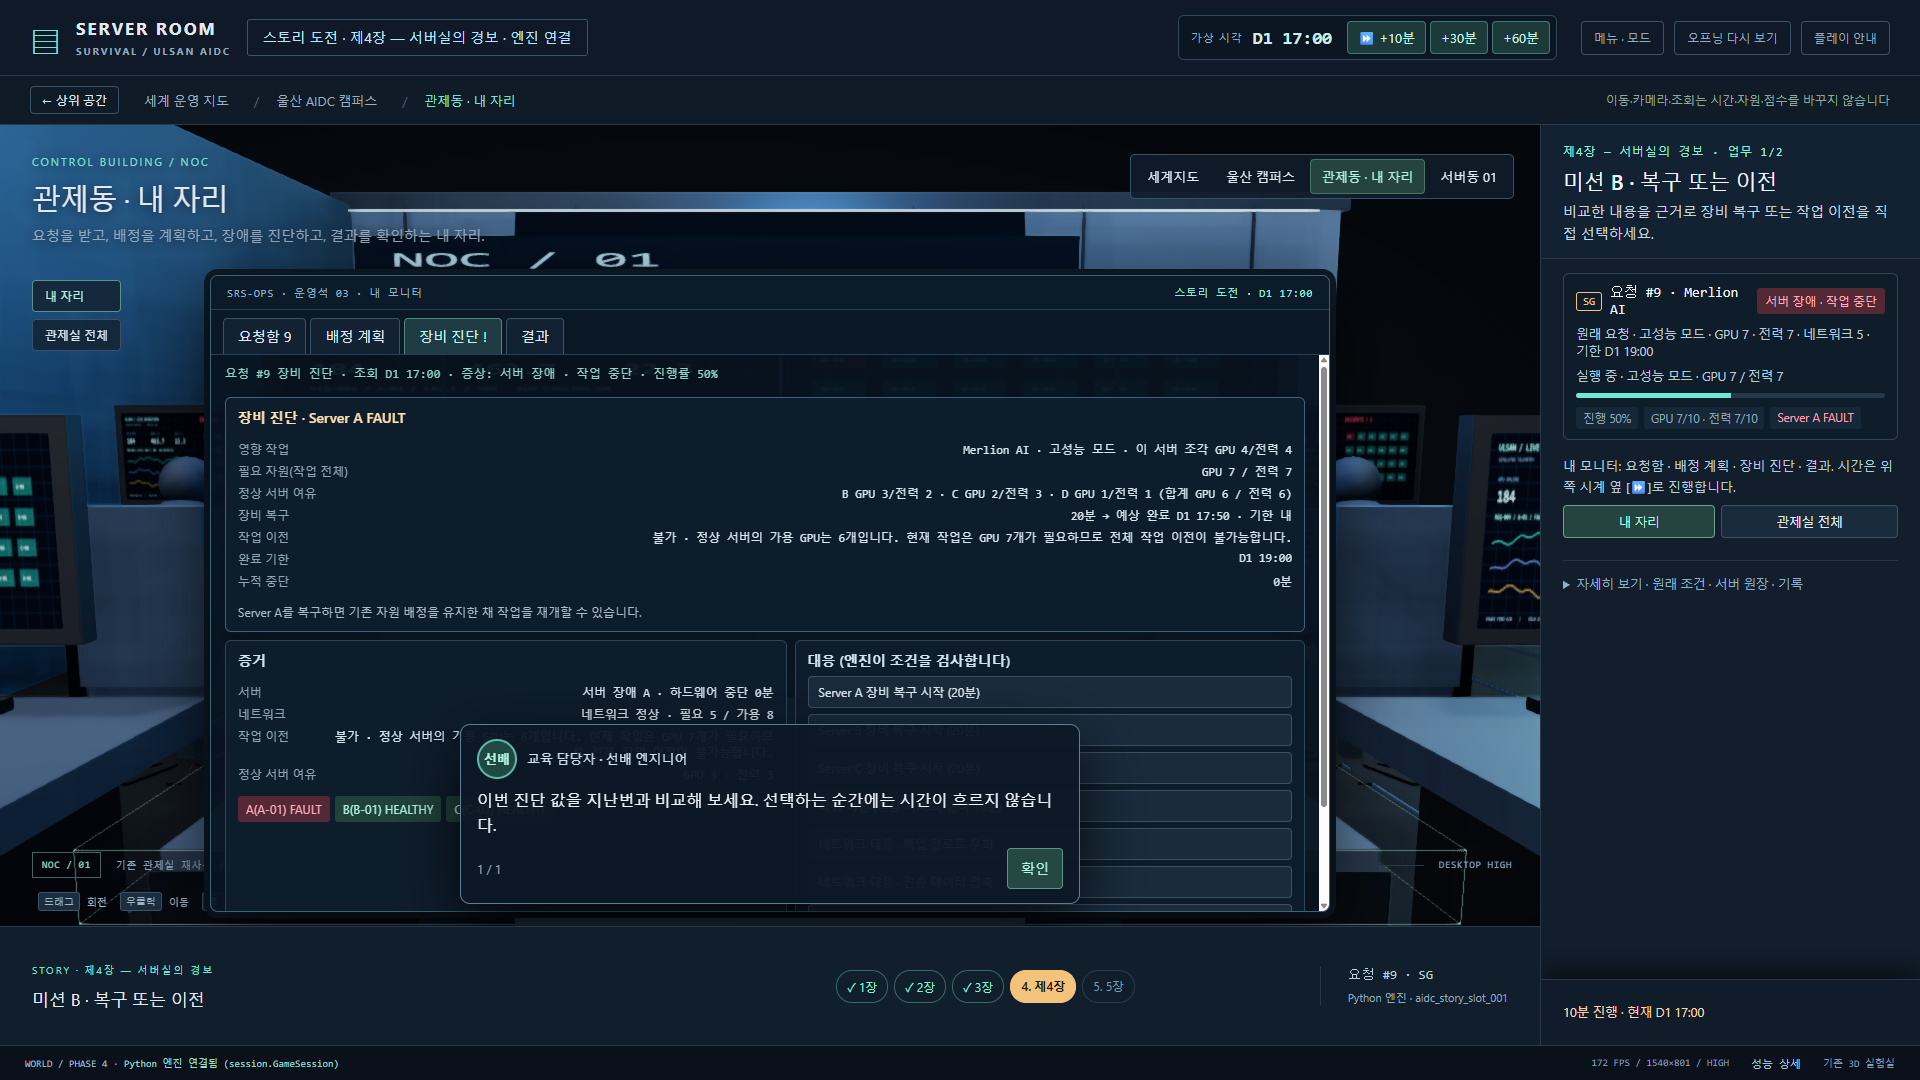 SERVER ROOM
SURVIVAL / ULSAN AIDC
스토리 도전 · 제4장 — 서버실의 경보 · 엔진 연결
가상 시각 D1 17:00 ⏩ +10분 +30분 +60분
메뉴 · 모드 오프닝 다시 보기 플레이 안내
← 상위 공간 세계 운영 지도 / 울산 AIDC 캠퍼스 / 관제동 · 내 자리
이동·카메라·조회는 시간·자원·점수를 바꾸지 않습니다
CONTROL BUILDING / NOC
관제동 · 내 자리
요청을 받고, 배정을 계획하고, 장애를 진단하고, 결과를 확인하는 내 자리.
세계지도 울산 캠퍼스 관제동 · 내 자리 서버동 01
내 자리
관제실 전체
NOC / 01
SRS-OPS · 운영석 03 · 내 모니터
스토리 도전 · D1 17:00
요청함 9 배정 계획 장비 진단 ! 결과
요청 #9 장비 진단 · 조회 D1 17:00 · 증상: 서버 장애 · 작업 중단 · 진행률 50%
장비 진단 · Server A FAULT
영향 작업 Merlion AI · 고성능 모드 · 이 서버 조각 GPU 4/전력 4
필요 자원(작업 전체) GPU 7 / 전력 7
정상 서버 여유 B GPU 3/전력 2 · C GPU 2/전력 3 · D GPU 1/전력 1 (합계 GPU 6 / 전력 6)
장비 복구 20분 → 예상 완료 D1 17:50 · 기한 내
작업 이전 불가 · 정상 서버의 가용 GPU는 6개입니다. 현재 작업은 GPU 7개가 필요하므로 전체 작업 이전이 불가능합니다.
완료 기한 D1 19:00
누적 중단 0분
Server A를 복구하면 기존 자원 배정을 유지한 채 작업을 재개할 수 있습니다.
증거
서버 서버 장애 A · 하드웨어 중단 0분
네트워크 네트워크 정상 · 필요 5 / 가용 8
작업 이전 불가 · 정상 서버의
정상 서버 여유
A(A-01) FAULT B(B-01) HEALTHY
대응 (엔진이 조건을 검사합니다)
Server A 장비 복구 시작 (20분)
Server B 장비 복구 시작 (20분)
Server C 장비 복구 시작 (20분)
선배 교육 담당자 · 선배 엔지니어
이번 진단 값을 지난번과 비교해 보세요. 선택하는 순간에는 시간이 흐르지 않습니
다.
1 / 1 확인
NOC / 01 기존 관제실 재사
드래그 회전 우클릭 이동
DESKTOP HIGH
제4장 — 서버실의 경보 · 업무 1/2
미션 B · 복구 또는 이전
비교한 내용을 근거로 장비 복구 또는 작업 이전을 직
접 선택하세요.
SG 요청 #9 · Merlion
AI
서버 장애 · 작업 중단
원래 요청 · 고성능 모드 · GPU 7 · 전력 7 · 네트워크 5 ·
기한 D1 19:00
실행 중 · 고성능 모드 · GPU 7 / 전력 7
진행 50% GPU 7/10 · 전력 7/10 Server A FAULT
내 모니터: 요청함 · 배정 계획 · 장비 진단 · 결과. 시간은 위
쪽 시계 옆 [⏩]로 진행합니다.
내 자리 관제실 전체
▶ 자세히 보기 · 원래 조건 · 서버 원장 · 기록
10분 진행 · 현재 D1 17:00
STORY · 제4장 — 서버실의 경보
미션 B · 복구 또는 이전
✓ 1장 ✓ 2장 ✓ 3장 4. 제4장 5. 5장
요청 #9 · SG
Python 엔진 · aidc_story_slot_001
WORLD / PHASE 4 · Python 엔진 연결됨 (session.GameSession)
172 FPS / 1540×801 / HIGH 성능 상세 기존 3D 실험실